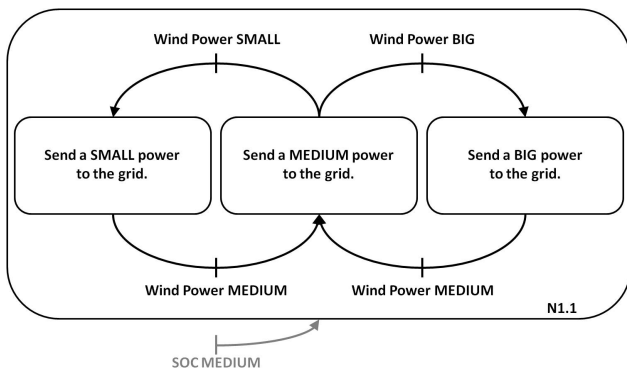 Wind Power SMALL
Wind Power BIG
Send a SMALL power
to the grid.
Send a MEDIUM power
to the grid.
Send a BIG power
to the grid.
Wind Power MEDIUM
Wind Power MEDIUM
N1.1
SOC MEDIUM